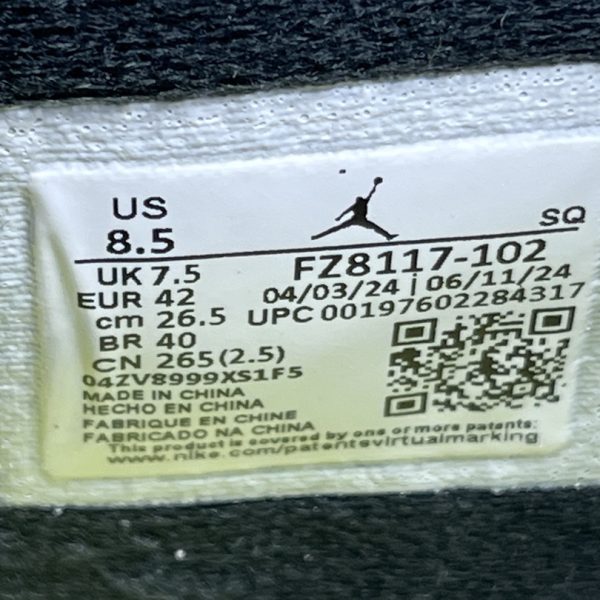 US
8.5
SQ
UK 7.5
EUR 42
cm 26.5
BR 40
CN 265(2.5)
FZ8117-102
04/03/24 | 06/11/24
UPC 00197602284317
04ZV8999XS1F5
MADE IN CHINA
HECHO EN CHINA
FABRIQUE EN CHINE
FABRICADO NA CHINA
This product is covered by one or more patents:
www.nike.com/patentsvirtualmarking